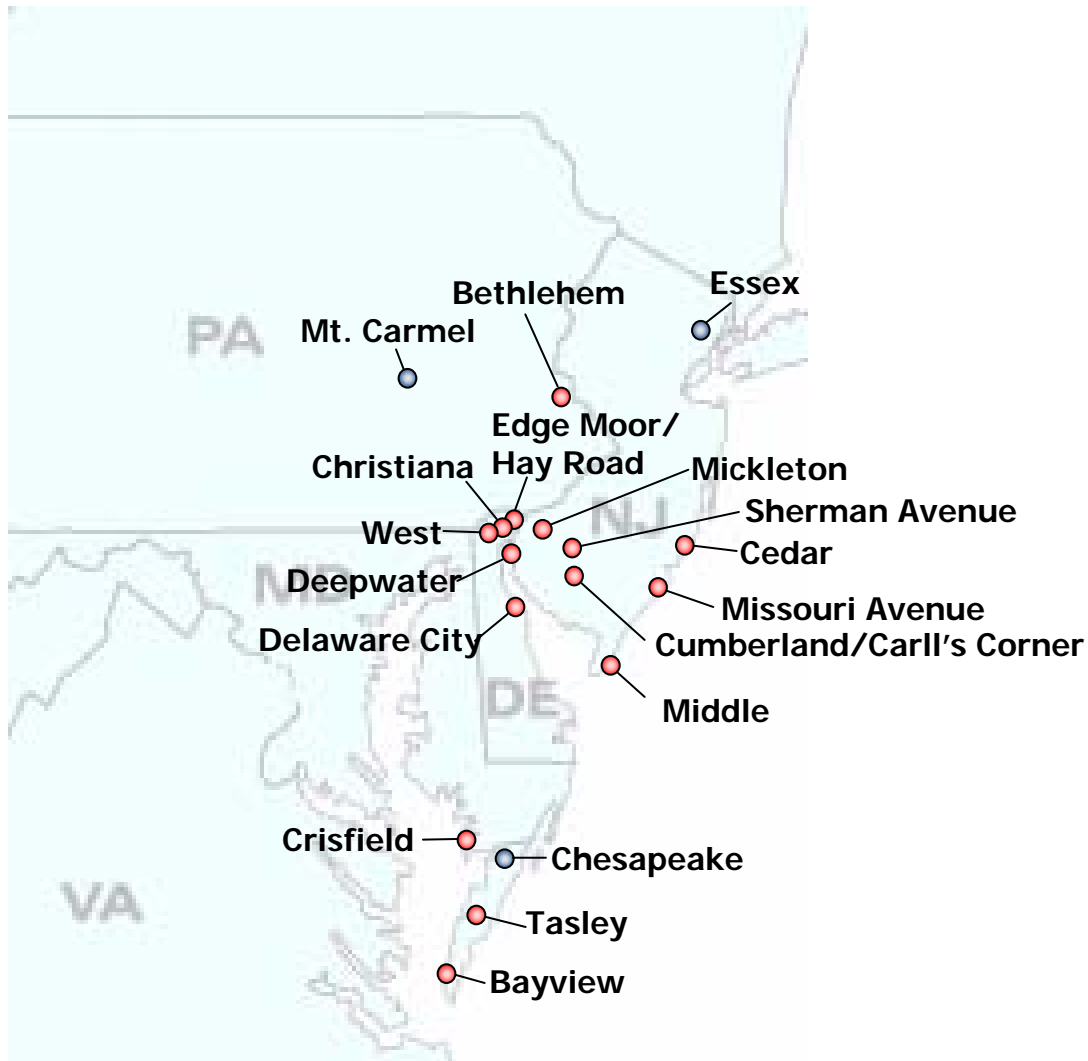 Essex
Bethlehem
PA
Mt. Carmel
Edge Moor/
Hay Road
Christiana
Mickleton
NJ
Sherman Avenue
West
Cedar
Deepwater
MD
Missouri Avenue
Delaware City
Cumberland/Carll's Corner
DE
Middle
Crisfield
Chesapeake
VA
Tasley
Bayview